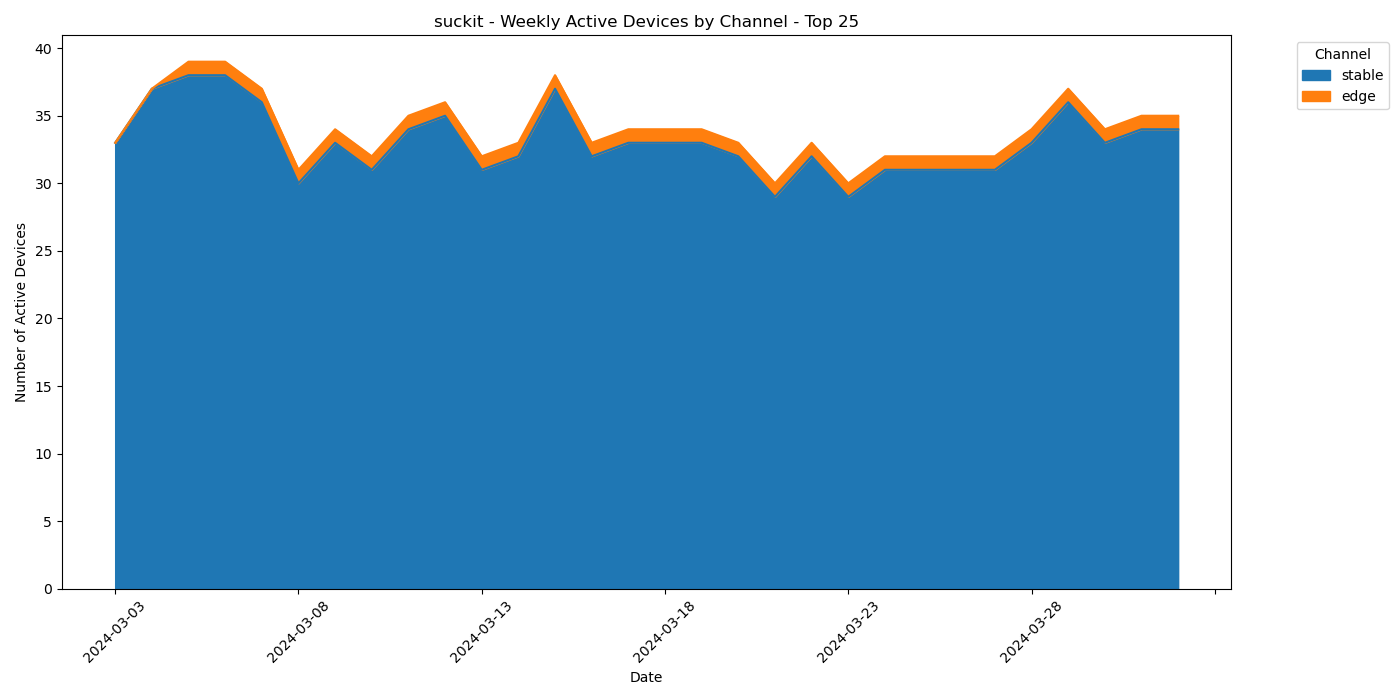 suckit - Weekly Active Devices by Channel - Top 25
Channel
stable
edge
Number of Active Devices
40
35
30
25
20
15
10
5
0
2024-03-03
2024-03-08
2024-03-13
2024-03-18
2024-03-23
2024-03-28
Date